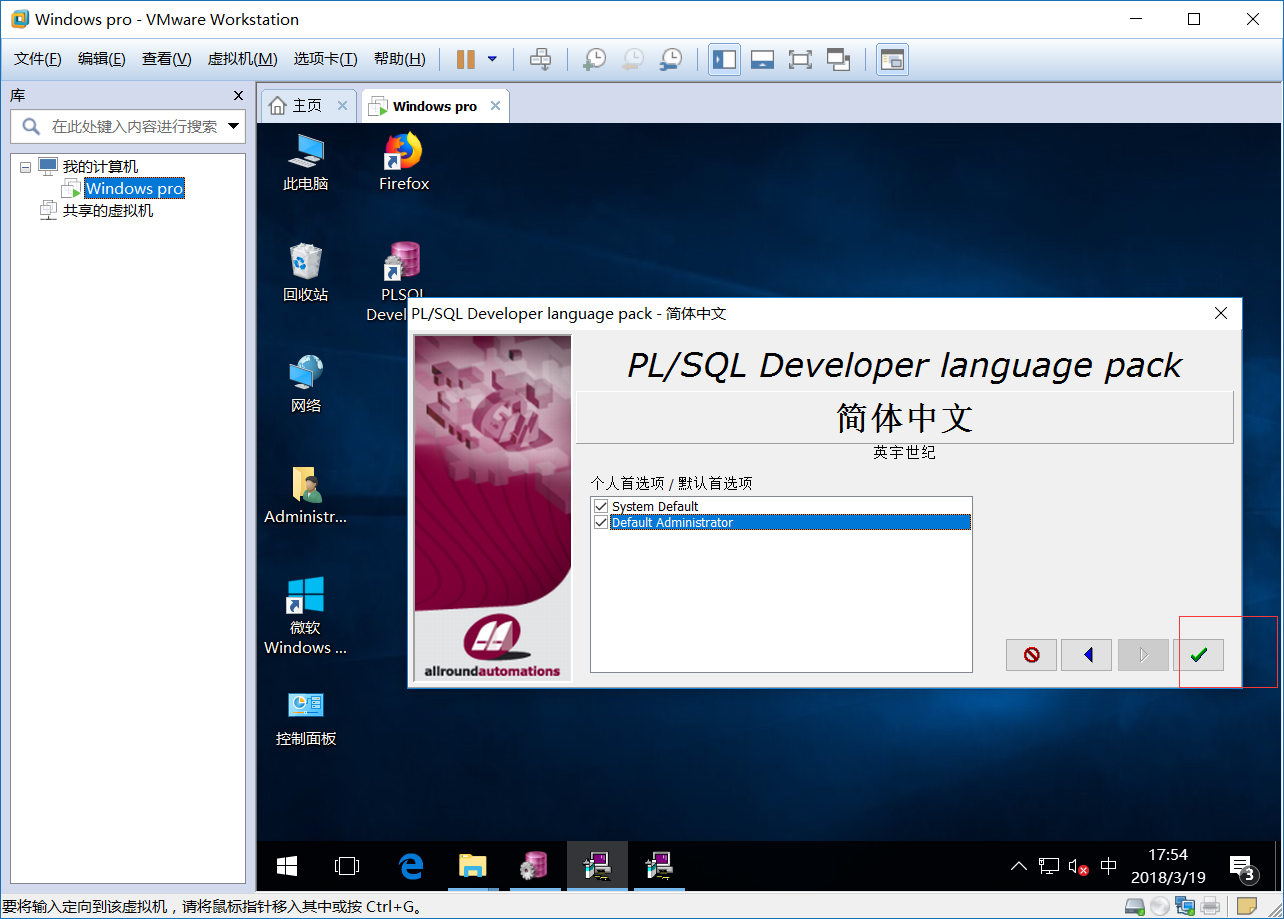 Windows pro - VMware Workstation
文件(F) 编辑(E) 查看(V) 虚拟机(M) 选项卡(T) 帮助(H)
库
在此处键入内容进行搜索
我的计算机
Windows pro
共享的虚拟机
主页
Windows pro
此电脑
Firefox
回收站
PLSQL
Devel
网络
Administr...
微软
Windows ...
控制面板
PL/SQL Developer language pack - 简体中文
PL/SQL Developer language pack
简体中文
英宇世纪
个人首选项 / 默认首选项
System Default
Default Administrator
allroundautomations
中
17:54
2018/3/19
3
要将输入定向到该虚拟机，请将鼠标指针移入其中或按 Ctrl+G。